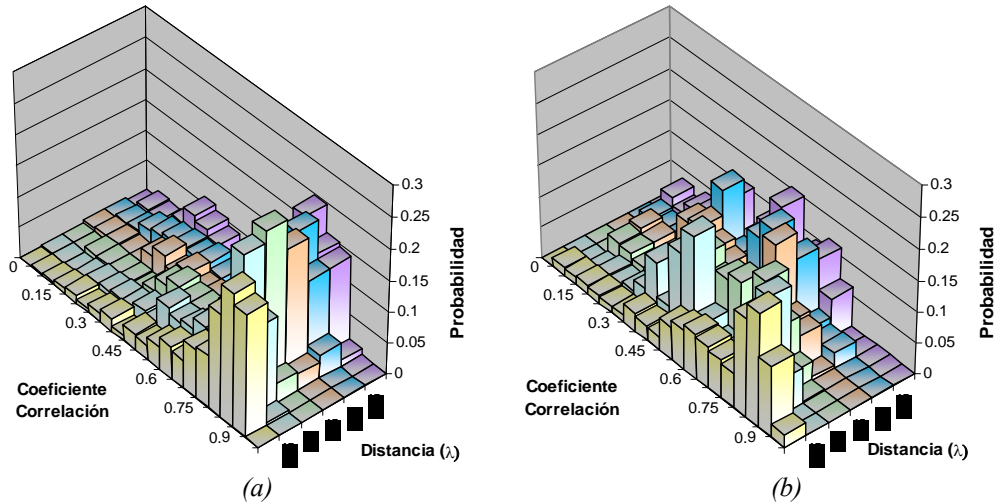 0.3
0.25
0.2
0.15
0.1
0.05
0
Probabilidad
0
0.15
0.3
0.45
0.6
0.75
0.9
Coeficiente
Correlación
Distancia (λ)
(a)
0.3
0.25
0.2
0.15
0.1
0.05
0
Probabilidad
0
0.15
0.3
0.45
0.6
0.75
0.9
Coeficiente
Correlación
Distancia (λ)
(b)